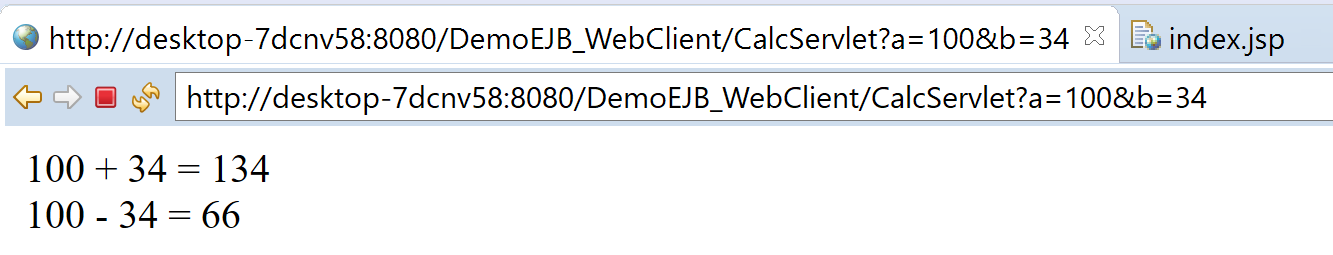 http://desktop-7dcnv58:8080/DemoEJB_WebClient/CalcServlet?a=100&b=34 index.jsp
http://desktop-7dcnv58:8080/DemoEJB_WebClient/CalcServlet?a=100&b=34
100 + 34 = 134
100 - 34 = 66